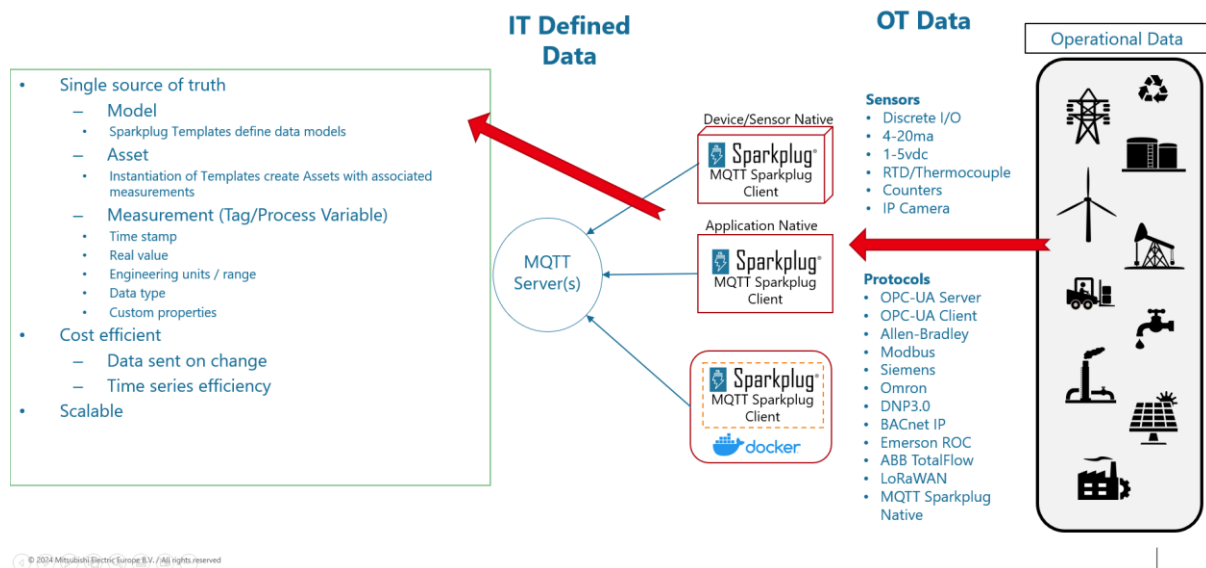 IT Defined
Data
OT Data
Operational Data
• Single source of truth
– Model
• Sparkplug Templates define data models
– Asset
• Instantiation of Templates create Assets with associated
measurements
– Measurement (Tag/Process Variable)
• Time stamp
• Real value
• Engineering units / range
• Data type
• Custom properties
• Cost efficient
– Data sent on change
– Time series efficiency
• Scalable
MQTT
Server(s)
Device/Sensor Native
Sparkplug®
MQTT Sparkplug
Client
Application Native
Sparkplug®
MQTT Sparkplug
Client
Sparkplug®
MQTT Sparkplug
Client
docker
Sensors
• Discrete I/O
• 4-20ma
• 1-5vdc
• RTD/Thermocouple
• Counters
• IP Camera
Protocols
• OPC-UA Server
• OPC-UA Client
• Allen-Bradley
• Modbus
• Siemens
• Omron
• DNP3.0
• BACnet IP
• Emerson ROC
• ABB TotalFlow
• LoRaWAN
• MQTT Sparkplug
Native
© 2024 Mitsubishi Electric Europe B.V. / All rights reserved